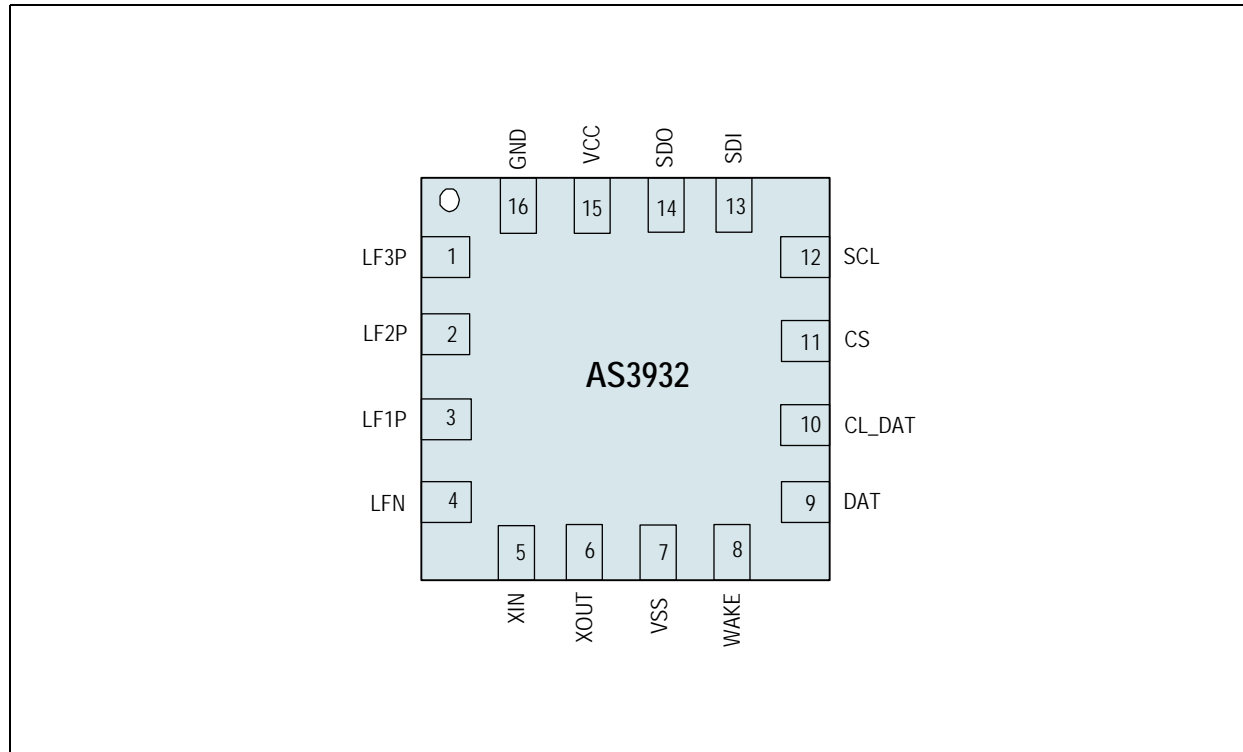 GND VCC SDO SDI
16 15 14 13
LF3P 1 12 SCL
LF2P 2 11 CS
AS3932
LF1P 3 10 CL_DAT
LFN 4 9 DAT
5 6 7 8
XIN XOUT VSS WAKE